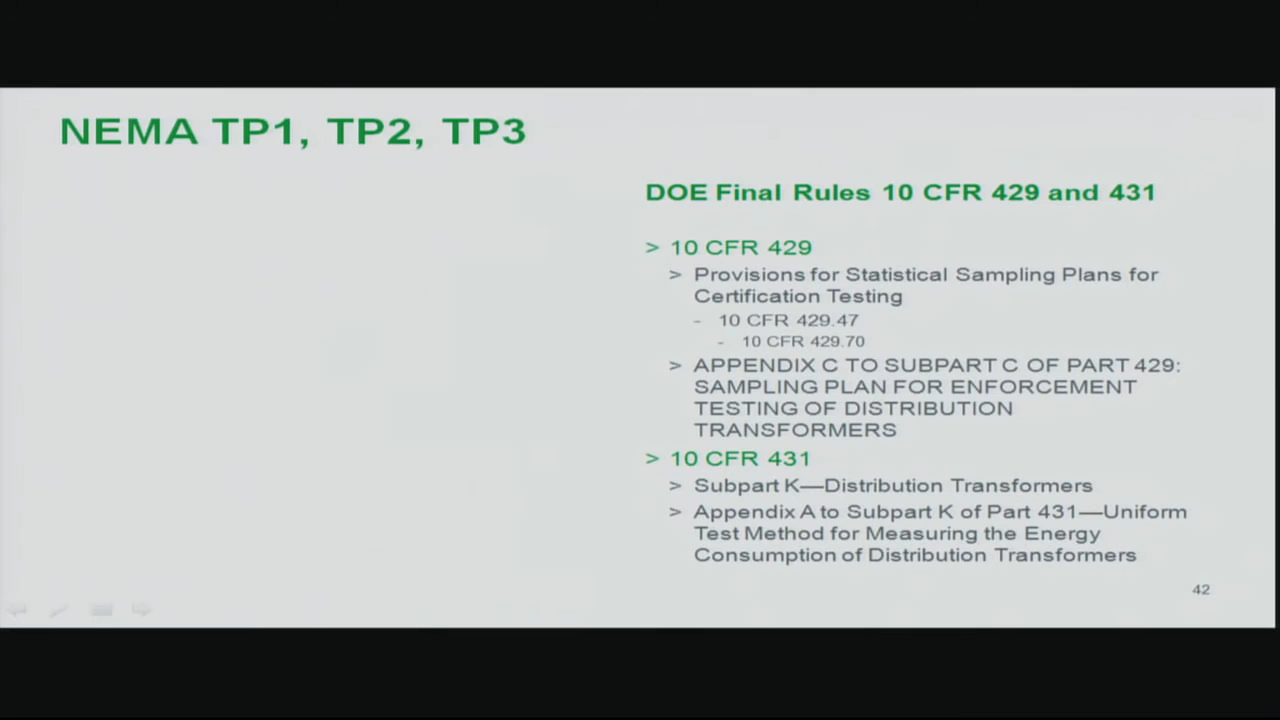 NEMA TP1, TP2, TP3
DOE Final Rules 10 CFR 429 and 431
> 10 CFR 429
> Provisions for Statistical Sampling Plans for
Certification Testing
- 10 CFR 429.47
- 10 CFR 429.70
> APPENDIX C TO SUBPART C OF PART 429:
SAMPLING PLAN FOR ENFORCEMENT
TESTING OF DISTRIBUTION
TRANSFORMERS
> 10 CFR 431
> Subpart K—Distribution Transformers
> Appendix A to Subpart K of Part 431—Uniform
Test Method for Measuring the Energy
Consumption of Distribution Transformers
42